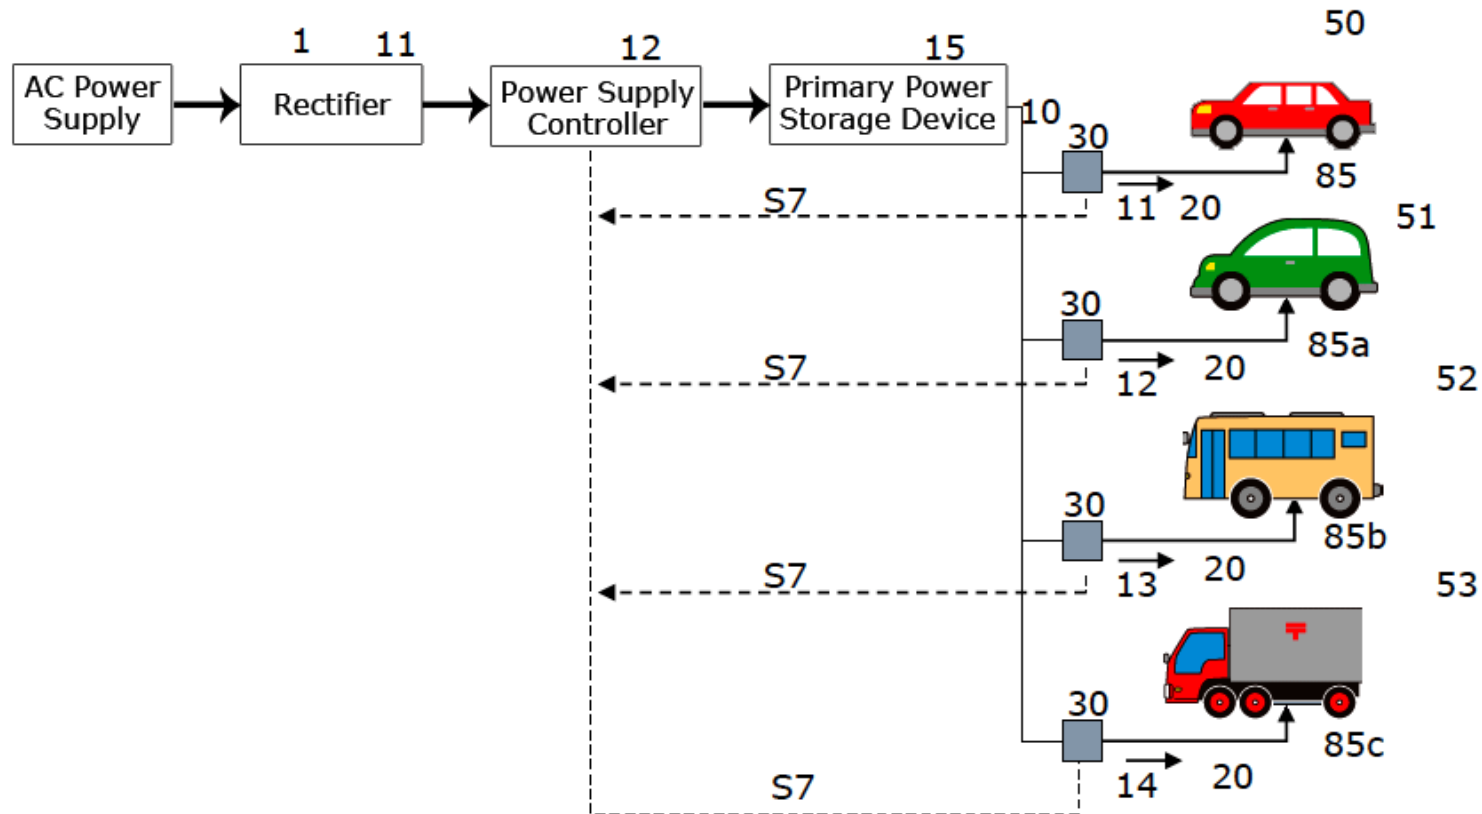 50
1
11
12
15
AC Power
Supply
Rectifier
Power Supply
Controller
Primary Power
Storage Device
10
30
85
S7
11
20
51
30
85a
S7
12
20
52
30
85b
S7
13
20
53
〒
30
85c
S7
14
20